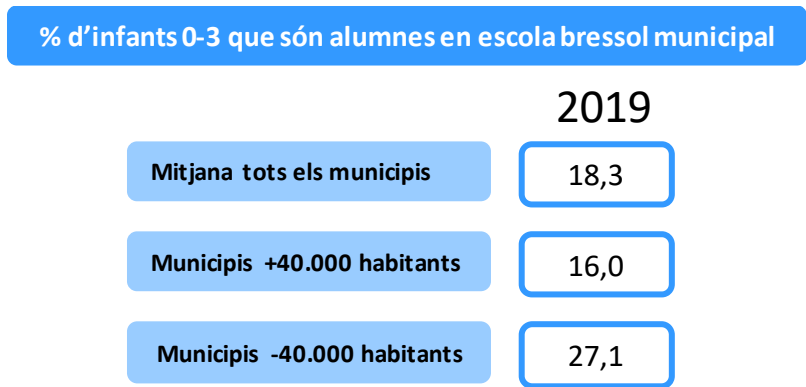 % d’infants 0-3 que són alumnes en escola bressol municipal
2019
Mitjana tots els municipis 18,3
Municipis +40.000 habitants 16,0
Municipis -40.000 habitants 27,1